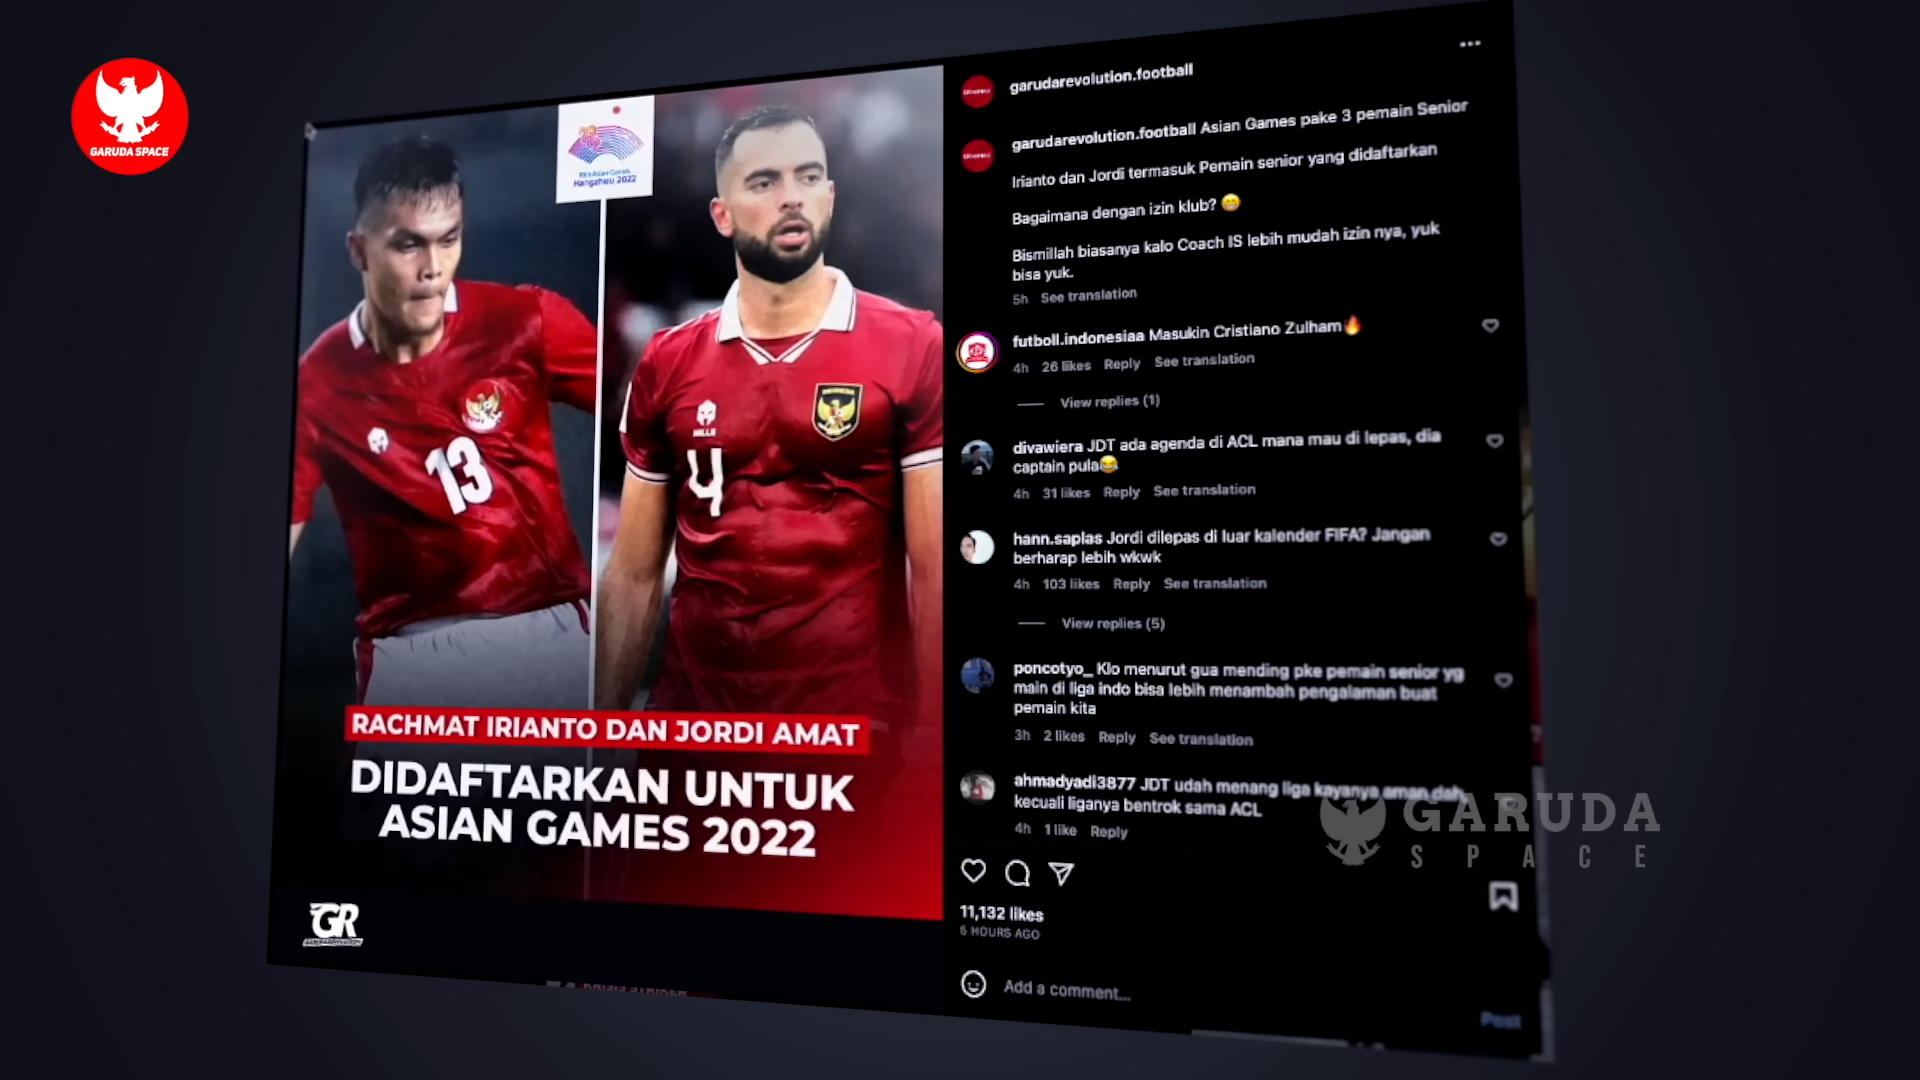 GARUDA SPACE
19th Asian Games
Hangzhou 2022
MILLS
13
4
RACHMAT IRIANTO DAN JORDI AMAT
DIDAFTARKAN UNTUK
ASIAN GAMES 2022
GR
garudarevolution.football
garudarevolution.football Asian Games pake 3 pemain Senior
Irianto dan Jordi termasuk Pemain senior yang didaftarkan
Bagaimana dengan izin klub? 😁
Bismillah biasanya kalo Coach IS lebih mudah izin nya, yuk
bisa yuk.
5h See translation
futboll.indonesiaa Masukin Cristiano Zulham🔥
4h 26 likes Reply See translation
View replies (1)
divawiera JDT ada agenda di ACL mana mau di lepas, dia
captain pula😂
4h 31 likes Reply See translation
hann.saplas Jordi dilepas di luar kalender FIFA? Jangan
berharap lebih wkwk
4h 103 likes Reply See translation
View replies (5)
poncotyo_ Klo menurut gua mending pke pemain senior yg
main di liga indo bisa lebih menambah pengalaman buat
pemain kita
3h 2 likes Reply See translation
ahmadyadi3877 JDT udah menang liga kayanya aman dah,
kecuali liganya bentrok sama ACL
4h 1 like Reply
GARUDA
SPACE
11,132 likes
5 HOURS AGO
Add a comment...
Post